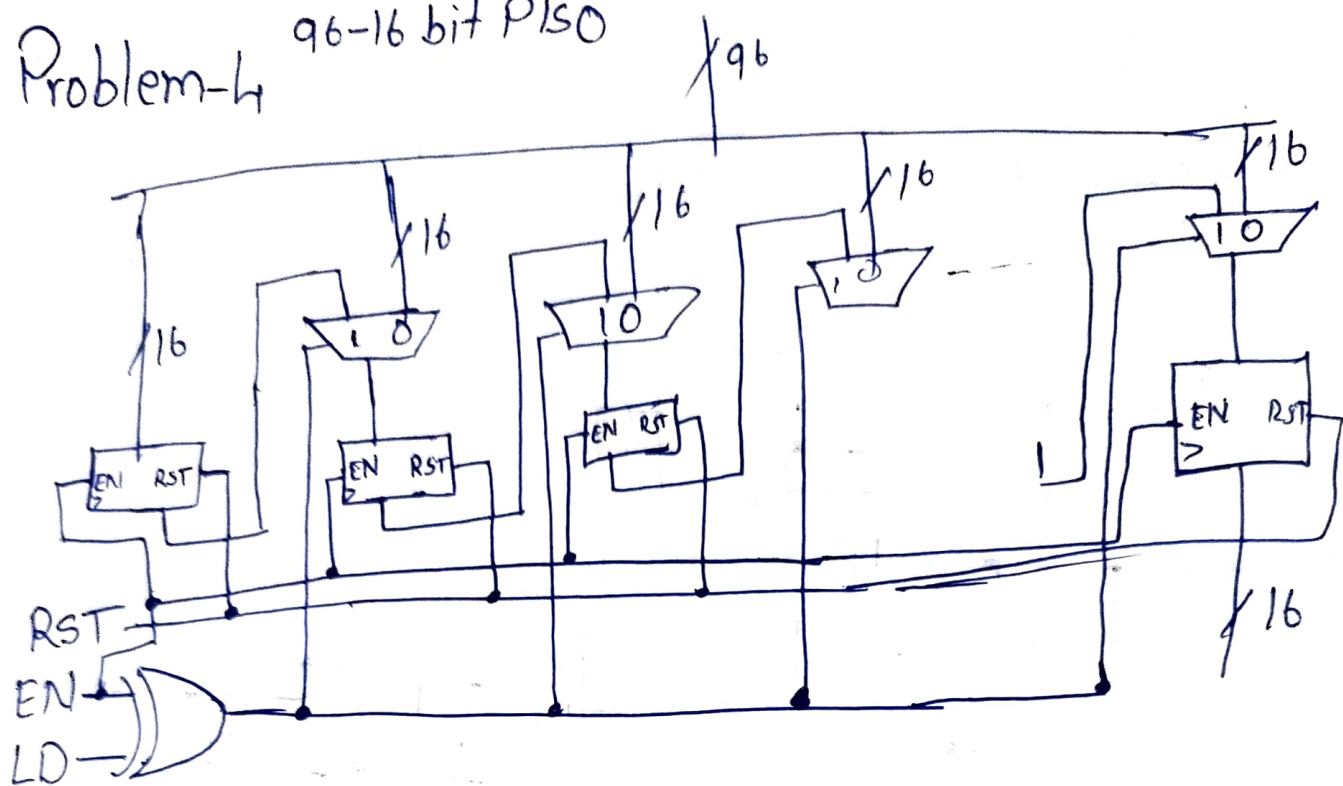 96-16 bit PISO
Problem-4
96
16
16
16
16
16
1 0
1 0
1 0
1 0
EN RST
EN RST
EN RST
EN RST
16
RST
EN
LD